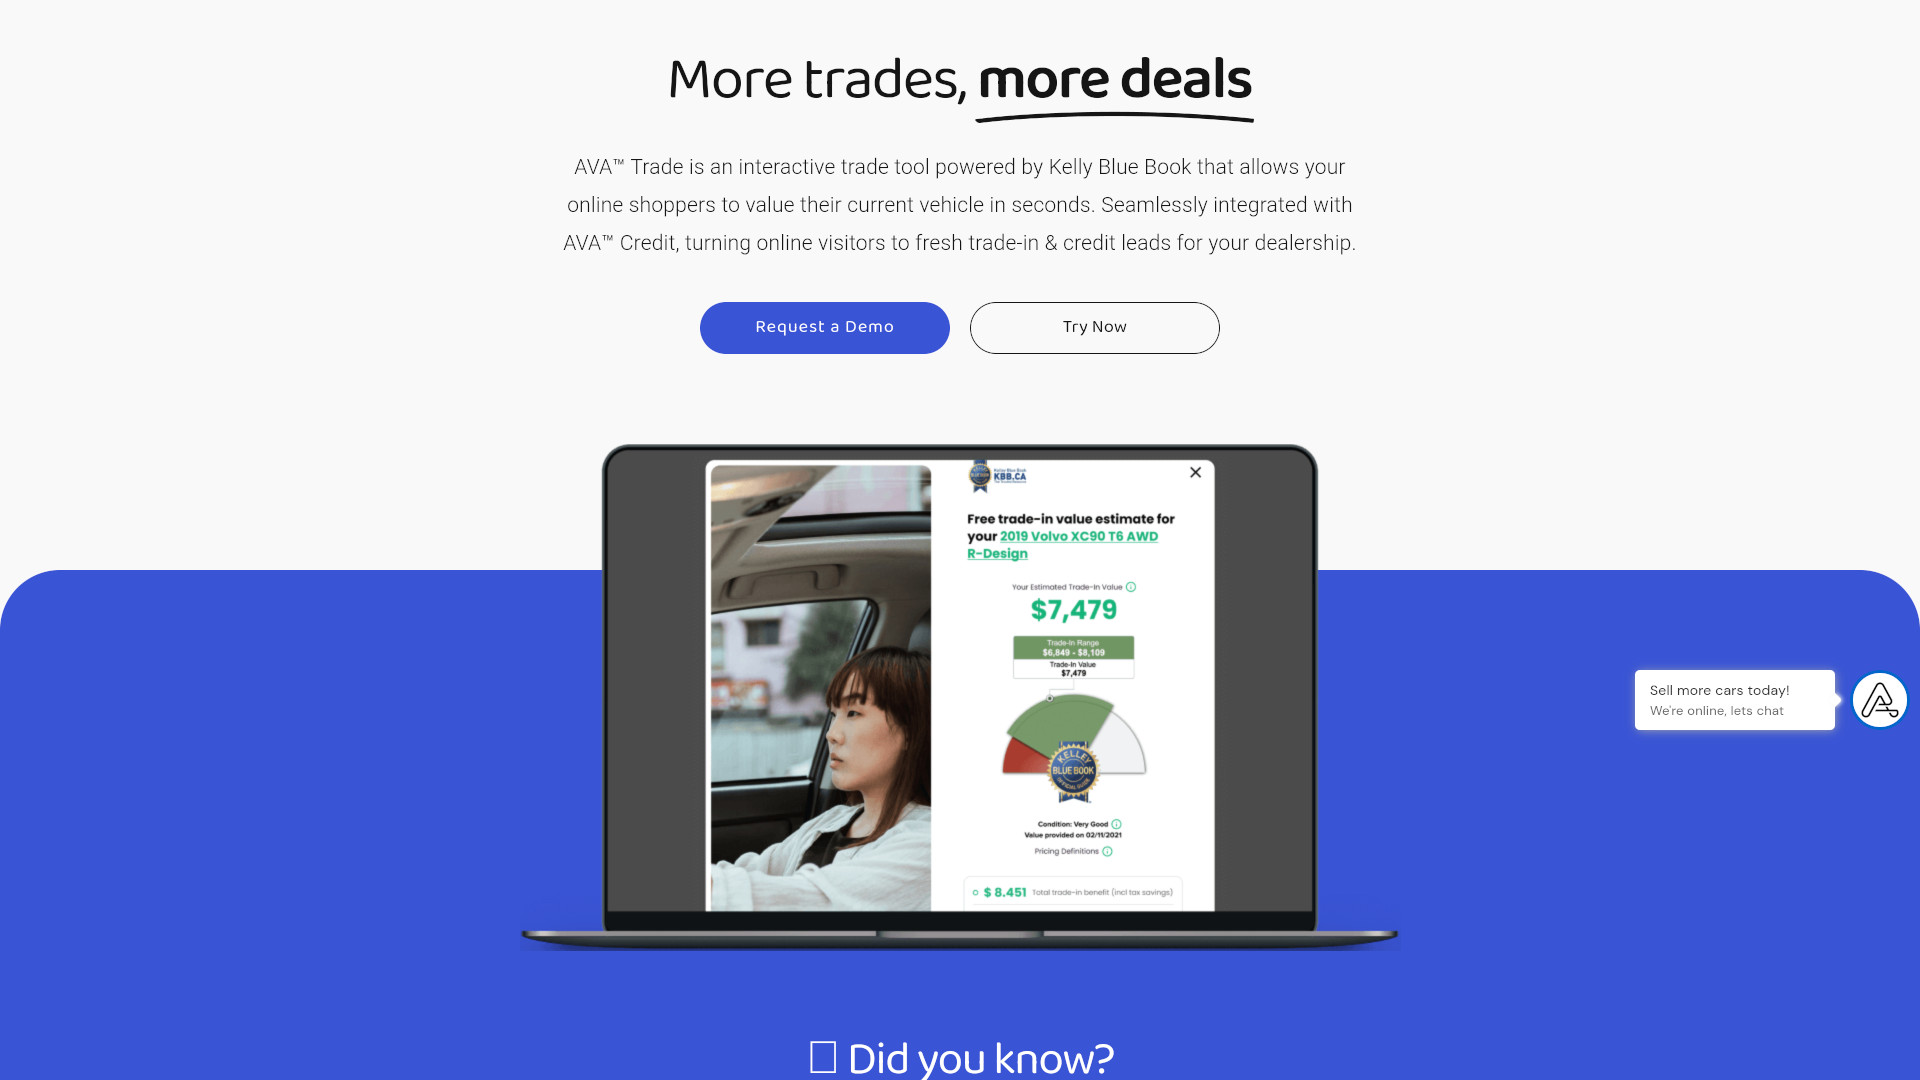 More trades, more deals
AVA™ Trade is an interactive trade tool powered by Kelly Blue Book that allows your
online shoppers to value their current vehicle in seconds. Seamlessly integrated with
AVA™ Credit, turning online visitors to fresh trade-in & credit leads for your dealership.
Request a Demo
Try Now
Kelley Blue Book
KBB.CA
Free trade-in value estimate for
your 2019 Volvo XC90 T6 AWD
R-Design
Your Estimated Trade-In Value
$7,479
Trade-In Range
$6,849 - $8,109
Trade-In Value
$7,479
KELLEY
BLUE BOOK
OFFICIAL GUIDE
Condition: Very Good
Value provided on 02/11/2021
Pricing Definitions
$ 8.451 Total trade-in benefit (incl tax savings)
Sell more cars today!
We're online, lets chat
Did you know?